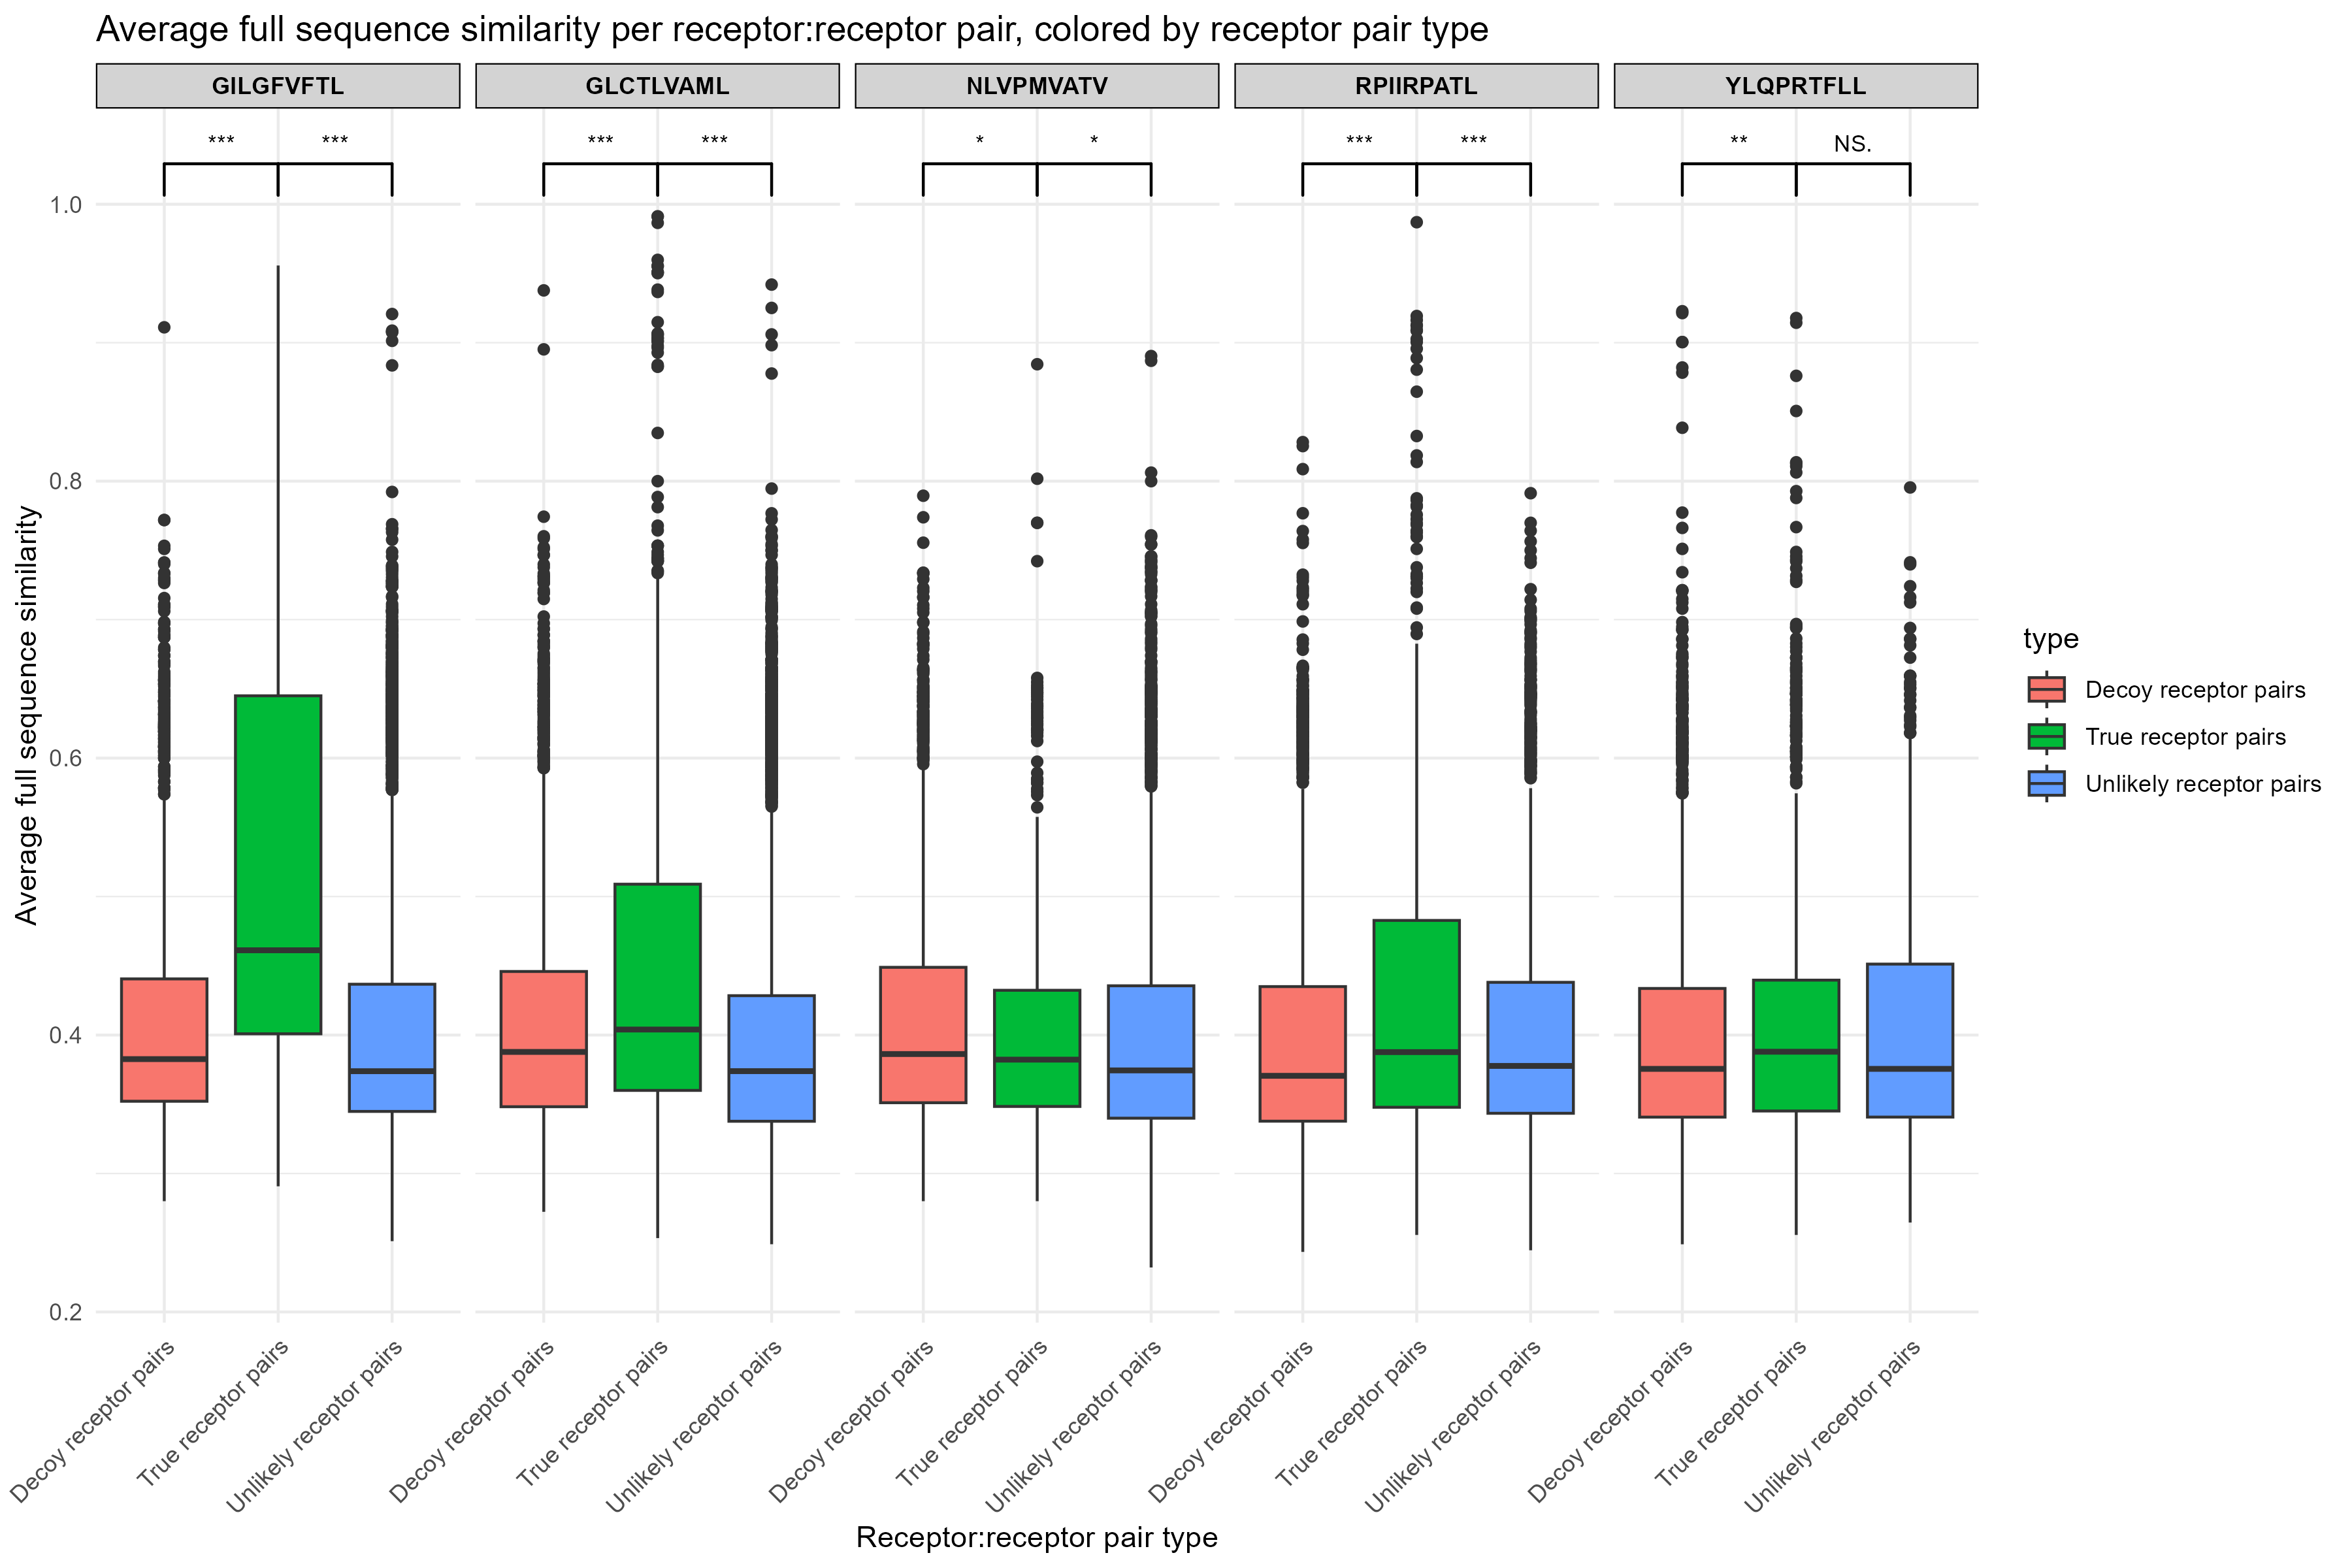 Average full sequence similarity per receptor:receptor pair, colored by receptor pair type
GILGFVFTL
GLCTLVAML
NLVPMVATV
RPIIRPATL
YLQPRTFLL
*** ***
*** ***
* *
*** ***
** NS.
Average full sequence similarity
1.0
0.8
0.6
0.4
0.2
Decoy receptor pairs
True receptor pairs
Unlikely receptor pairs
Decoy receptor pairs
True receptor pairs
Unlikely receptor pairs
Decoy receptor pairs
True receptor pairs
Unlikely receptor pairs
Decoy receptor pairs
True receptor pairs
Unlikely receptor pairs
Decoy receptor pairs
True receptor pairs
Unlikely receptor pairs
Receptor:receptor pair type
type
Decoy receptor pairs
True receptor pairs
Unlikely receptor pairs